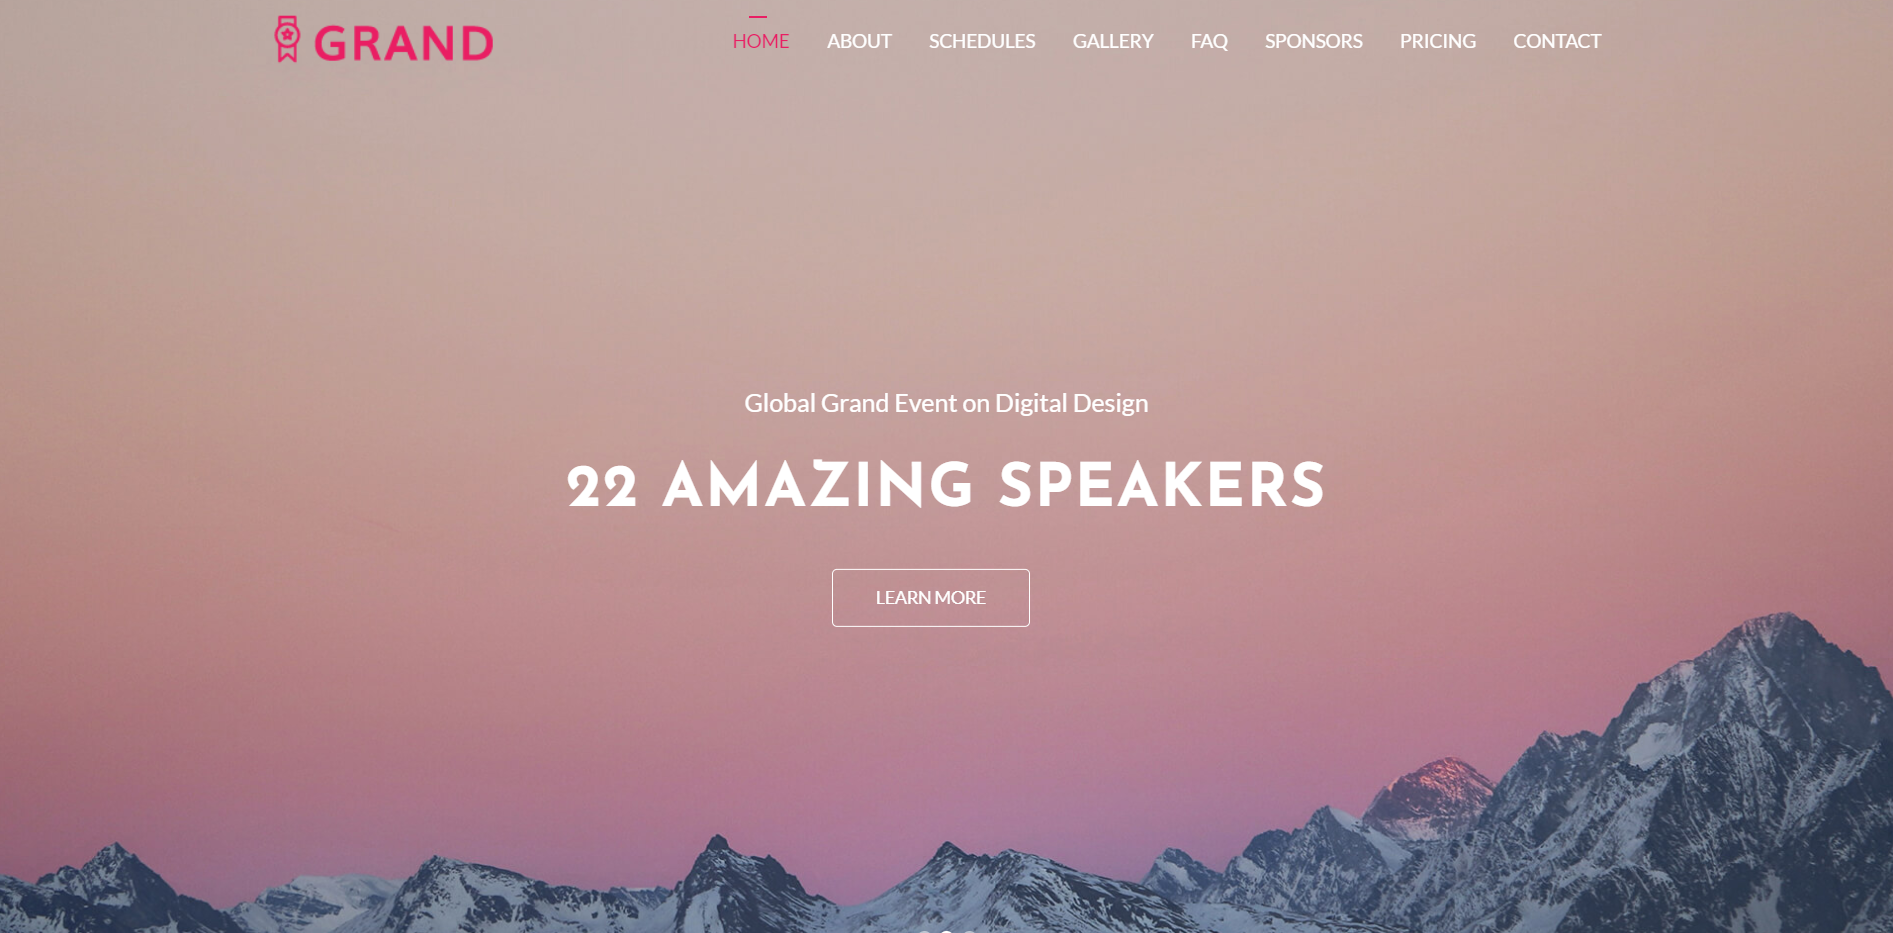 GRAND
HOME ABOUT SCHEDULES GALLERY FAQ SPONSORS PRICING CONTACT
Global Grand Event on Digital Design
22 AMAZING SPEAKERS
LEARN MORE